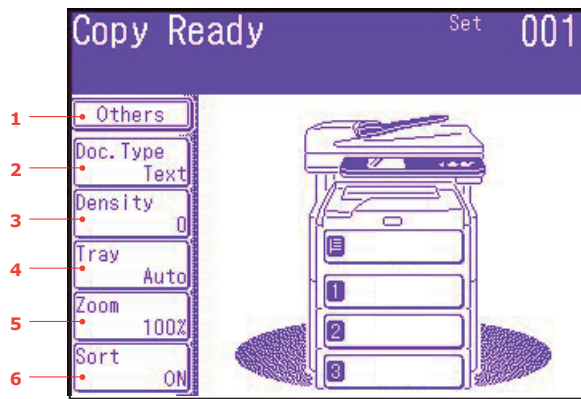 Copy Ready Set 001
1 Others
2 Doc.Type
Text
3 Density
0
4 Tray
Auto
5 Zoom
100%
6 Sort
ON
1
2
3